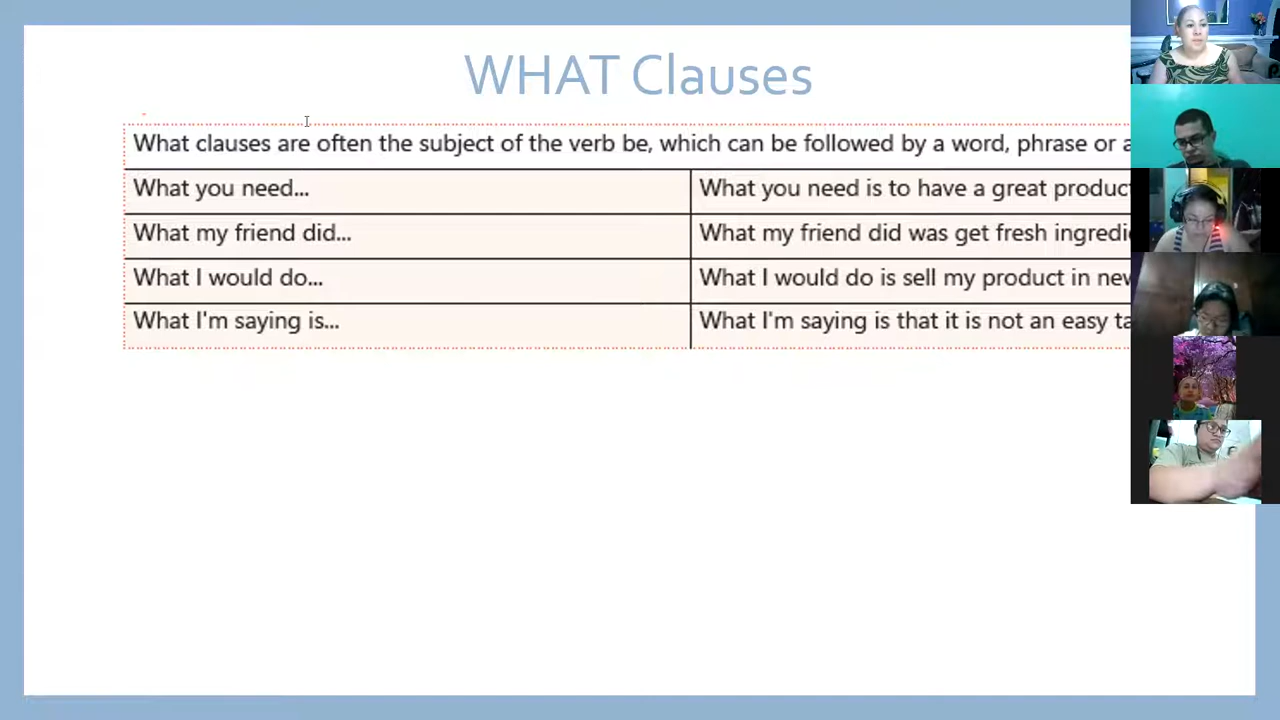 WHAT Clauses
What clauses are often the subject of the verb be, which can be followed by a word, phrase or
What you need... What you need is to have a great product
What my friend did... What my friend did was get fresh
What I would do... What I would do is sell my product in
What I'm saying is... What I'm saying is that it is not an easy